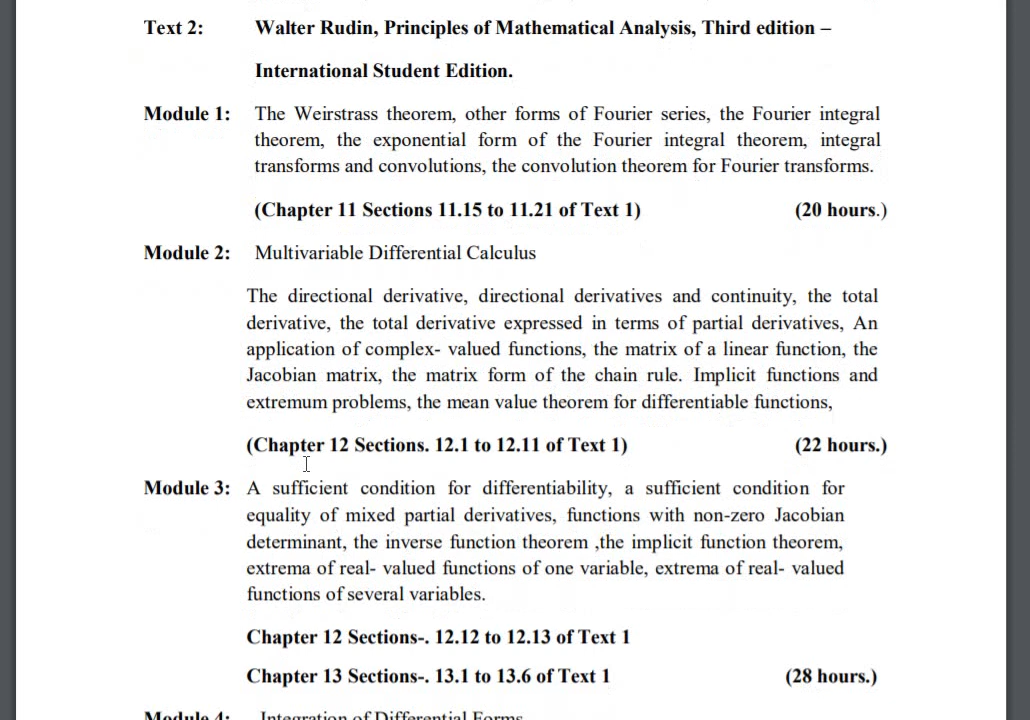 Text 2: Walter Rudin, Principles of Mathematical Analysis, Third edition –
International Student Edition.
Module 1: The Weirstrass theorem, other forms of Fourier series, the Fourier integral
theorem, the exponential form of the Fourier integral theorem, integral
transforms and convolutions, the convolution theorem for Fourier transforms.
(Chapter 11 Sections 11.15 to 11.21 of Text 1) (20 hours.)
Module 2: Multivariable Differential Calculus
The directional derivative, directional derivatives and continuity, the total
derivative, the total derivative expressed in terms of partial derivatives, An
application of complex- valued functions, the matrix of a linear function, the
Jacobian matrix, the matrix form of the chain rule. Implicit functions and
extremum problems, the mean value theorem for differentiable functions,
(Chapter 12 Sections. 12.1 to 12.11 of Text 1) (22 hours.)
Module 3: A sufficient condition for differentiability, a sufficient condition for
equality of mixed partial derivatives, functions with non-zero Jacobian
determinant, the inverse function theorem ,the implicit function theorem,
extrema of real- valued functions of one variable, extrema of real- valued
functions of several variables.
Chapter 12 Sections-. 12.12 to 12.13 of Text 1
Chapter 13 Sections-. 13.1 to 13.6 of Text 1 (28 hours.)
Module 4: Integration of Differential Forms